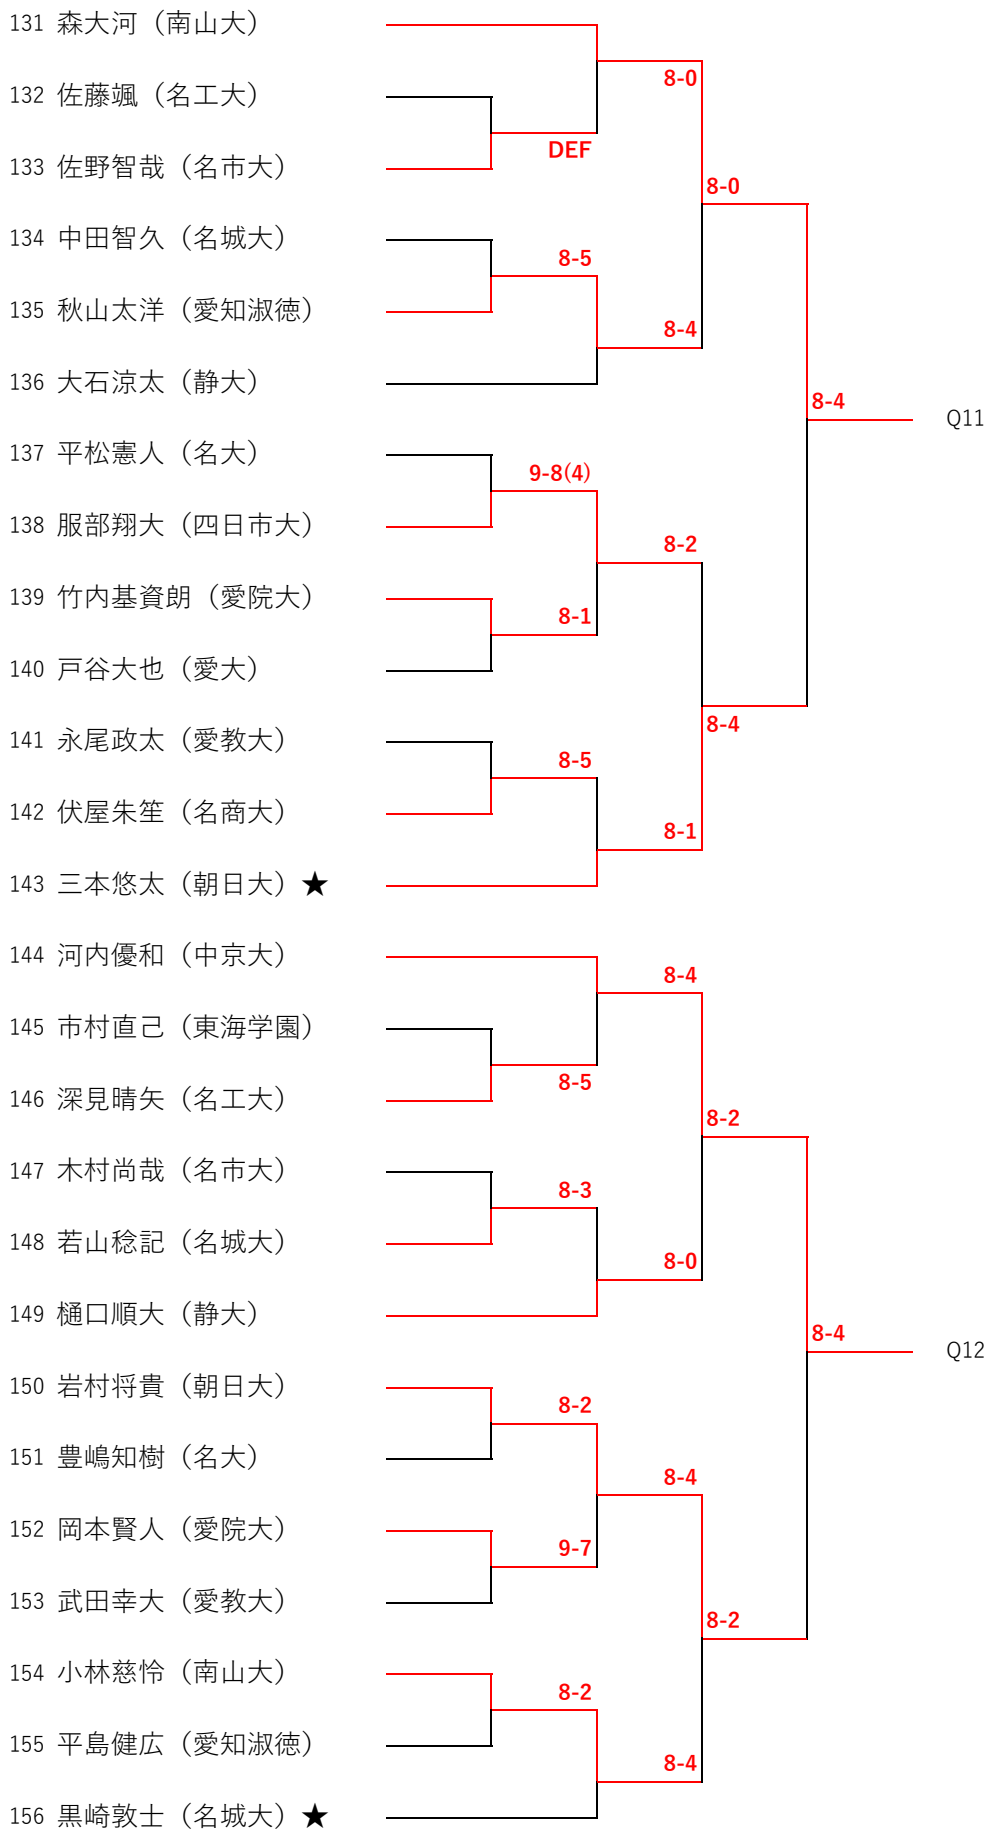 131 森大河（南山大）
8-0
132 佐藤颯（名工大）
DEF
133 佐野智哉（名市大）
8-0
134 中田智久（名城大）
8-5
135 秋山太洋（愛知淑徳）
8-4
136 大石涼太（静大）
8-4
Q11
137 平松憲人（名大）
9-8(4)
138 服部翔大（四日市大）
8-2
139 竹内基資朗（愛院大）
8-1
140 戸谷大也（愛大）
8-4
141 永尾政太（愛教大）
8-5
142 伏屋朱笙（名商大）
8-1
143 三本悠太（朝日大）★
144 河内優和（中京大）
8-4
145 市村直己（東海学園）
8-5
146 深見晴矢（名工大）
8-2
147 木村尚哉（名市大）
8-3
148 若山稔記（名城大）
8-0
149 樋口順大（静大）
8-4
Q12
150 岩村将貴（朝日大）
8-2
151 豊嶋知樹（名大）
8-4
152 岡本賢人（愛院大）
9-7
153 武田幸大（愛教大）
8-2
154 小林慈怜（南山大）
8-2
155 平島健広（愛知淑徳）
8-4
156 黒崎敦士（名城大）★